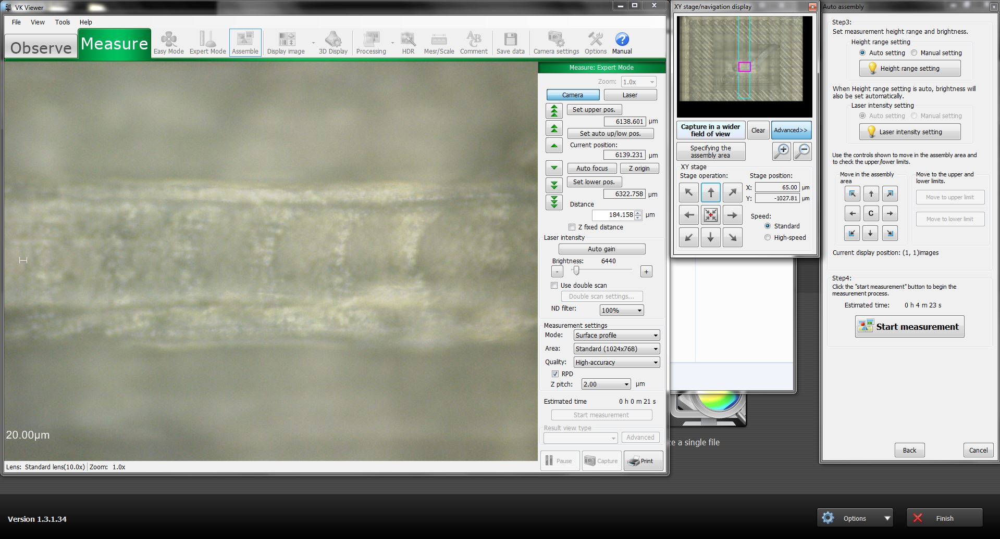 VK Viewer
File View Tools Help
Observe Measure
Easy Mode Expert Mode Assemble Display image 3D Display Processing HDR Mesr/Scale Comment Save data Camera settings Options Manual
20.00µm
Lens: Standard lens(10.0x) Zoom: 1.0x
Measure: Expert Mode
Zoom: 1.0x
Camera Laser
Set upper pos.
6138.601 µm
Set auto up/low pos.
Current position:
6139.231 µm
Auto focus Z origin
Set lower pos.
6322.758 µm
Distance
184.158 µm
Z fixed distance
Laser intensity
Auto gain
Brightness: 6440
- +
Use double scan
Double scan settings...
ND filter: 100%
Measurement settings
Mode: Surface profile
Area: Standard (1024x768)
Quality: High-accuracy
RPD
Z pitch: 2.00 µm
Estimated time 0 h 0 m 21 s
Start measurement
Result view type
Advanced
Pause Capture Print
XY stage/navigation display
Capture in a wider
field of view
Clear Advanced>>
Specifying the
assembly area
XY stage
Stage operation: Stage position:
X: 65.00 µm
Y: -1027.81 µm
Speed:
Standard
High-speed
Auto assembly
Step3:
Set measurement height range and brightness.
Height range setting
Auto setting Manual setting
Height range setting
When Height range setting is auto, brightness will
also be set automatically.
Laser intensity setting
Auto setting Manual setting
Laser intensity setting
Use the controls shown to move in the assembly area and
to check the upper/lower limits.
Move in the assembly
area
C
Move to the upper and
lower limits.
Move to upper limit
Move to lower limit
Current display position: (1, 1)images
Step4:
Click the "start measurement" button to begin the
measurement process.
Estimated time: 0 h 4 m 23 s
Start measurement
Back Cancel
ze a single file
Version 1.3.1.34
Options Finish